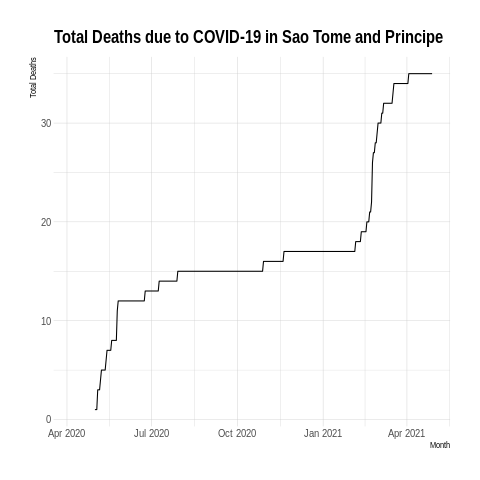 Total Deaths due to COVID-19 in Sao Tome and Principe
Total Deaths
30
20
10
0
Apr 2020 Jul 2020 Oct 2020 Jan 2021 Apr 2021
Month